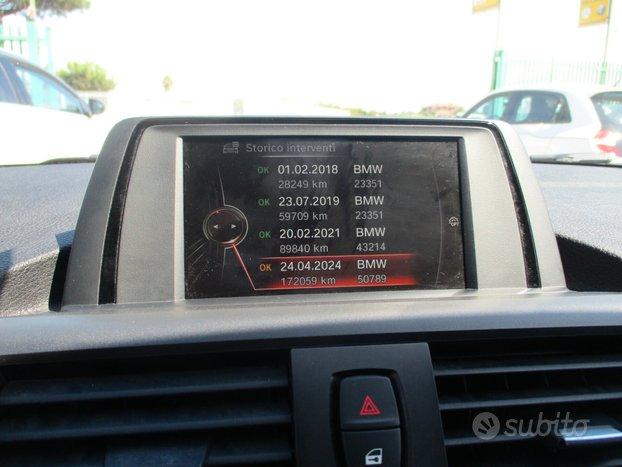 Storico interventi
OK 01.02.2018 BMW
28249 km 23351
OK 23.07.2019 BMW
59709 km 23351
OK 20.02.2021 BMW
89840 km 43214
OK 24.04.2024 BMW
172059 km 50789
subito